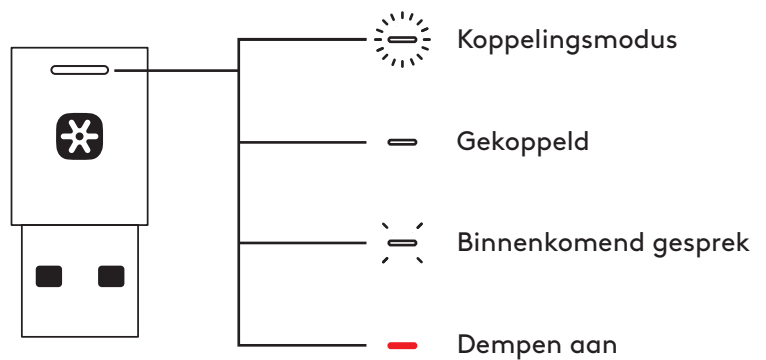 Koppelingsmodus
Gekoppeld
Binnenkomend gesprek
Dempen aan